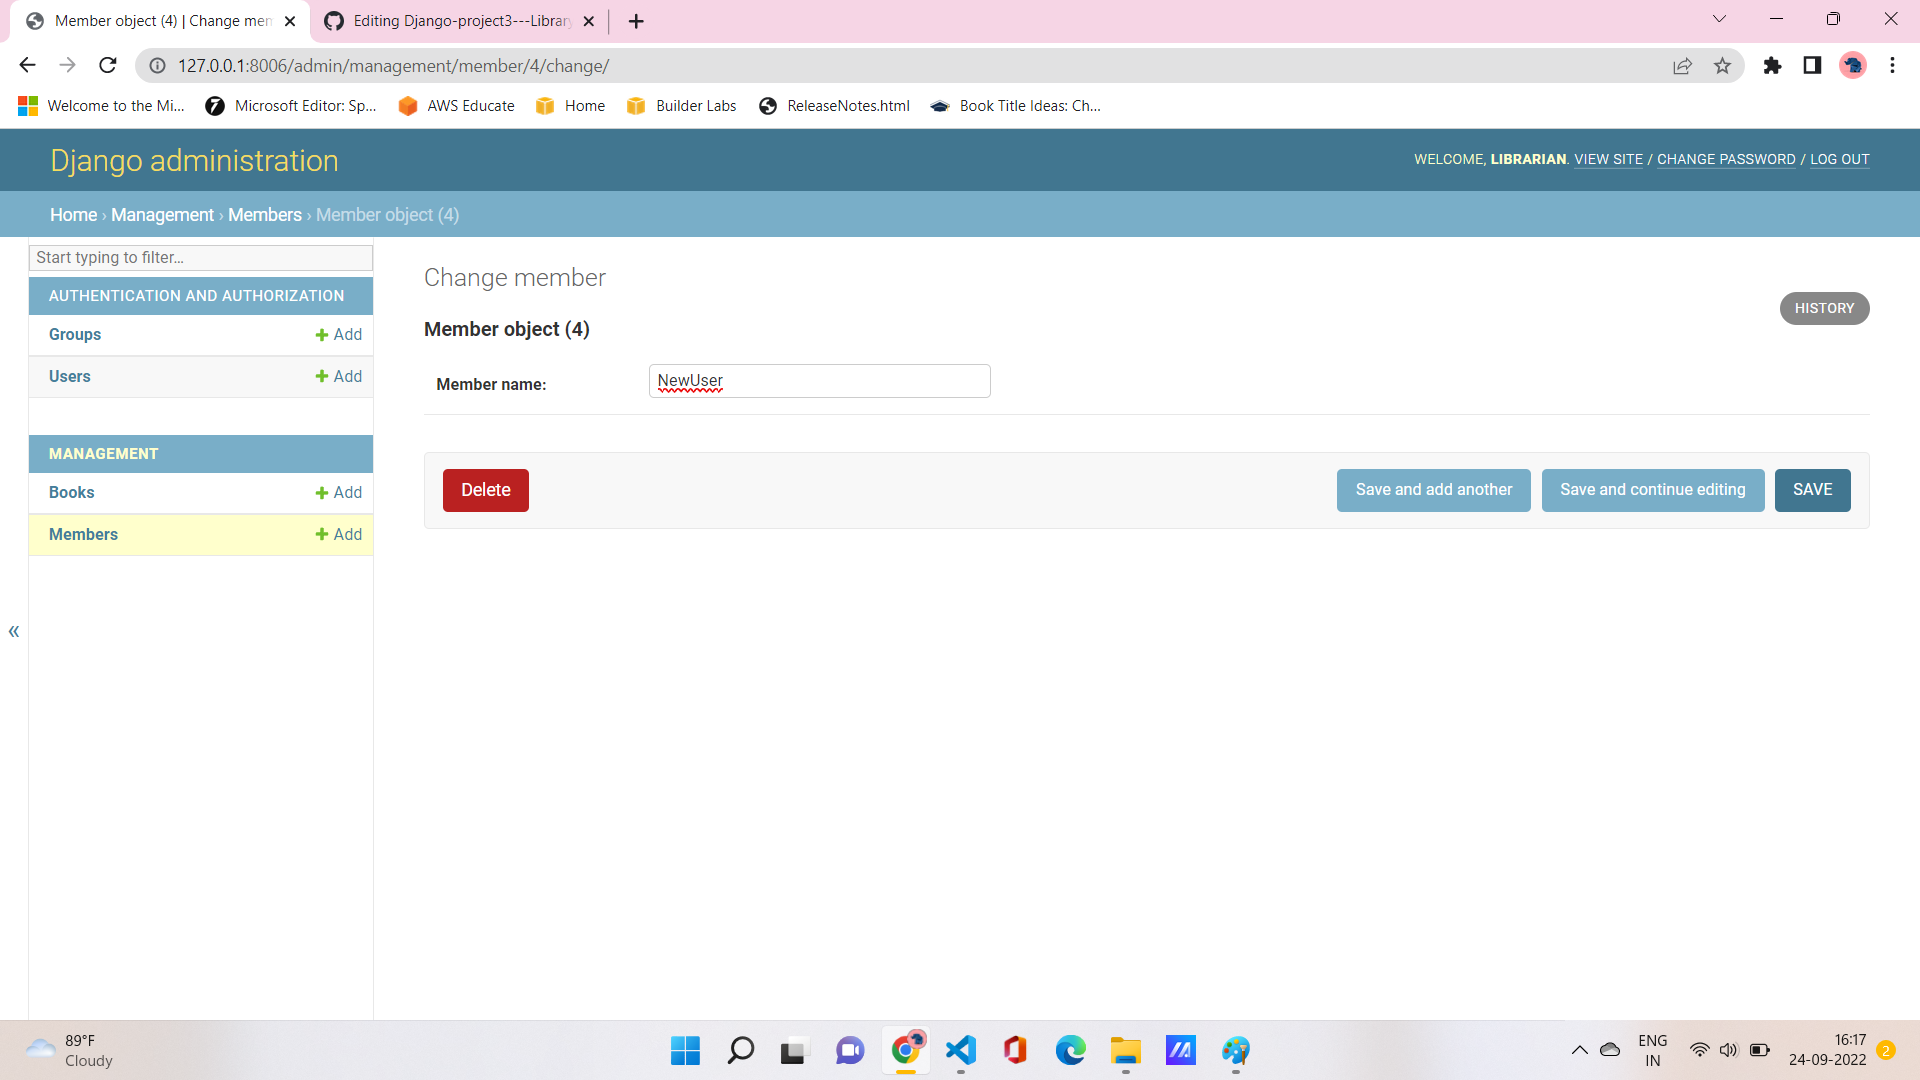 Member object (4) | Change mem
Editing Django-project3---Library
127.0.0.1:8006/admin/management/member/4/change/
Welcome to the Mi...
Microsoft Editor: Sp...
AWS Educate
Home
Builder Labs
ReleaseNotes.html
Book Title Ideas: Ch...
Django administration
WELCOME, LIBRARIAN. VIEW SITE / CHANGE PASSWORD / LOG OUT
Home › Management › Members › Member object (4)
Start typing to filter...
AUTHENTICATION AND AUTHORIZATION
Groups + Add
Users + Add
MANAGEMENT
Books + Add
Members + Add
«
Change member
HISTORY
Member object (4)
Member name: NewUser
Delete
Save and add another
Save and continue editing
SAVE
89°F
Cloudy
ENG
IN
16:17
24-09-2022
2